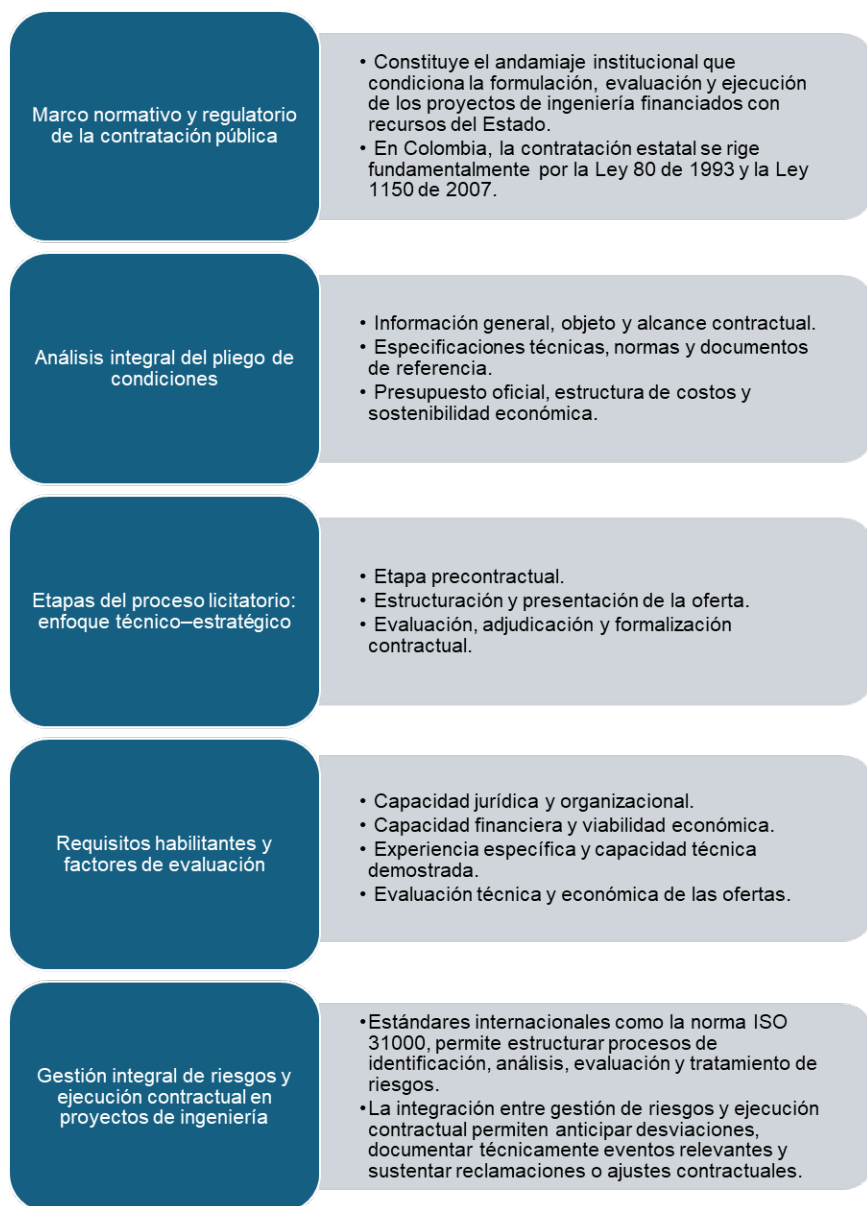 Marco normativo y regulatorio
de la contratación pública
• Constituye el andamiaje institucional que
condiciona la formulación, evaluación y ejecución
de los proyectos de ingeniería financiados con
recursos del Estado.
• En Colombia, la contratación estatal se rige
fundamentalmente por la Ley 80 de 1993 y la Ley
1150 de 2007.
Análisis integral del pliego de
condiciones
• Información general, objeto y alcance contractual.
• Especificaciones técnicas, normas y documentos
de referencia.
• Presupuesto oficial, estructura de costos y
sostenibilidad económica.
Etapas del proceso licitatorio:
enfoque técnico–estratégico
• Etapa precontractual.
• Estructuración y presentación de la oferta.
• Evaluación, adjudicación y formalización
contractual.
Requisitos habilitantes y
factores de evaluación
• Capacidad jurídica y organizacional.
• Capacidad financiera y viabilidad económica.
• Experiencia específica y capacidad técnica
demostrada.
• Evaluación técnica y económica de las ofertas.
Gestión integral de riesgos y
ejecución contractual en
proyectos de ingeniería
•Estándares internacionales como la norma ISO
31000, permite estructurar procesos de
identificación, análisis, evaluación y tratamiento de
riesgos.
•La integración entre gestión de riesgos y ejecución
contractual permiten anticipar desviaciones,
documentar técnicamente eventos relevantes y
sustentar reclamaciones o ajustes contractuales.